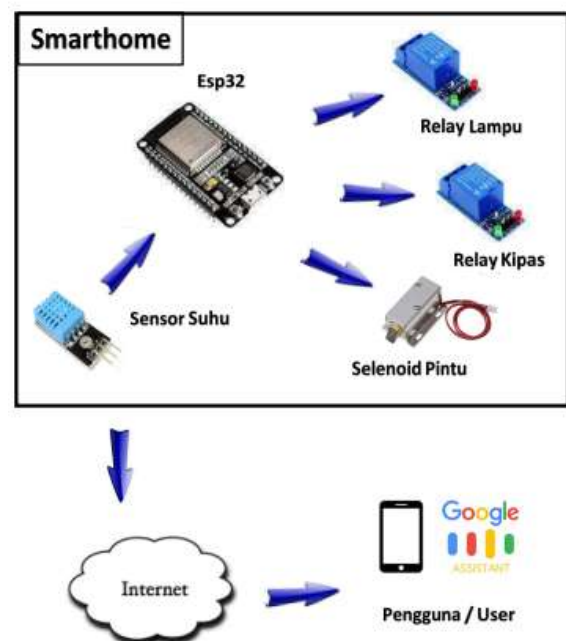 Smarthome
Esp32
Relay Lampu
Relay Kipas
Sensor Suhu
Selenoid Pintu
Internet
Google
ASSISTANT
Pengguna / User